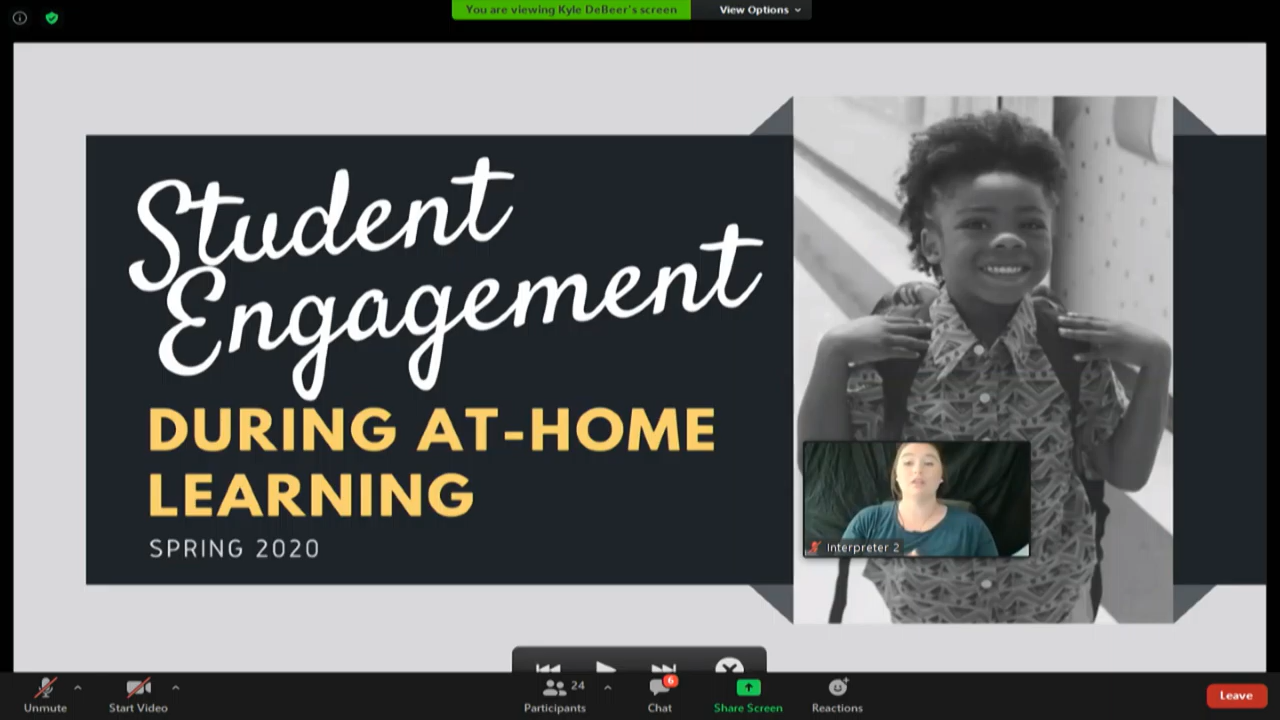 You are viewing Kyle DeBeer's screen
View Options
Student
Engagement
DURING AT-HOME
LEARNING
SPRING 2020
Interpreter 2
Unmute
Start Video
24
Participants
6
Chat
Share Screen
Reactions
Leave